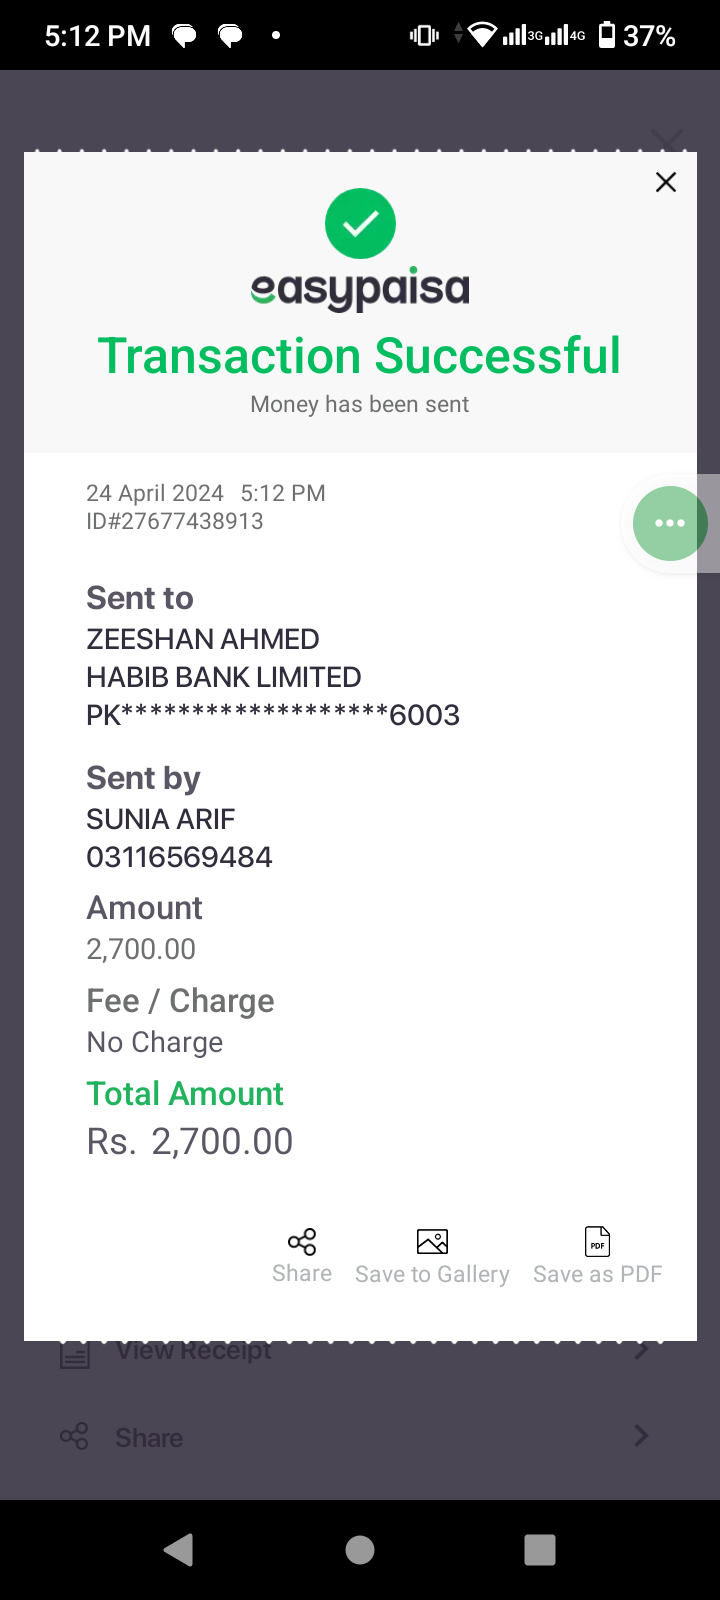 5:12 PM 3G 4G 37%
easypaisa
Transaction Successful
Money has been sent
24 April 2024 5:12 PM
ID#27677438913
Sent to
ZEESHAN AHMED
HABIB BANK LIMITED
PK*******************6003
Sent by
SUNIA ARIF
03116569484
Amount
2,700.00
Fee / Charge
No Charge
Total Amount
Rs. 2,700.00
PDF
Share Save to Gallery Save as PDF
View Receipt
Share